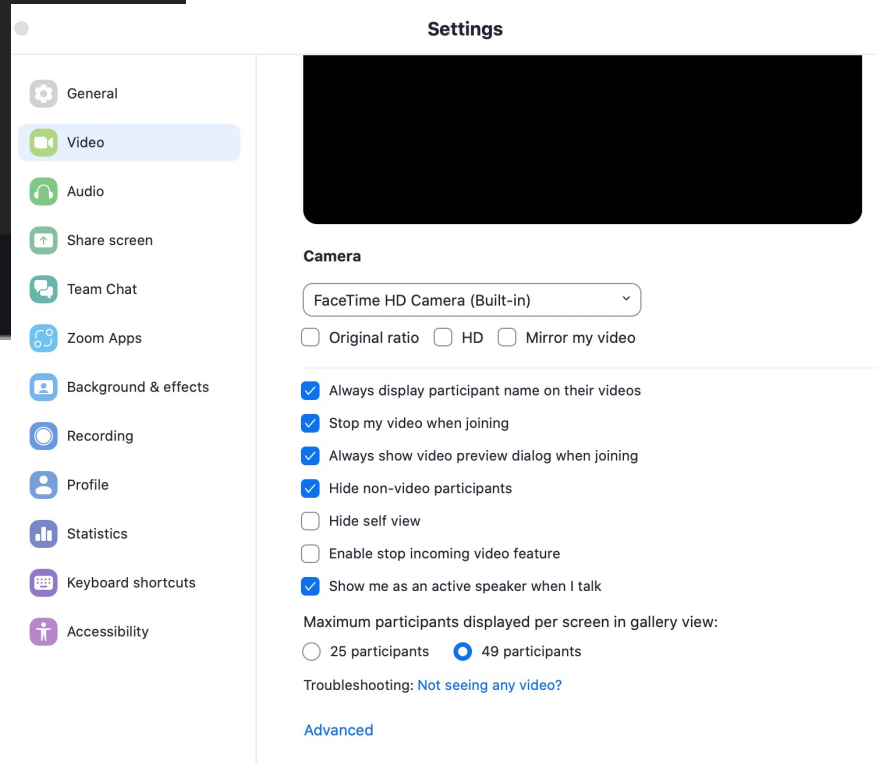 Settings
General
Video
Audio
Share screen
Team Chat
Zoom Apps
Background & effects
Recording
Profile
Statistics
Keyboard shortcuts
Accessibility
Camera
FaceTime HD Camera (Built-in)
Original ratio HD Mirror my video
Always display participant name on their videos
Stop my video when joining
Always show video preview dialog when joining
Hide non-video participants
Hide self view
Enable stop incoming video feature
Show me as an active speaker when I talk
Maximum participants displayed per screen in gallery view:
25 participants 49 participants
Troubleshooting: Not seeing any video?
Advanced